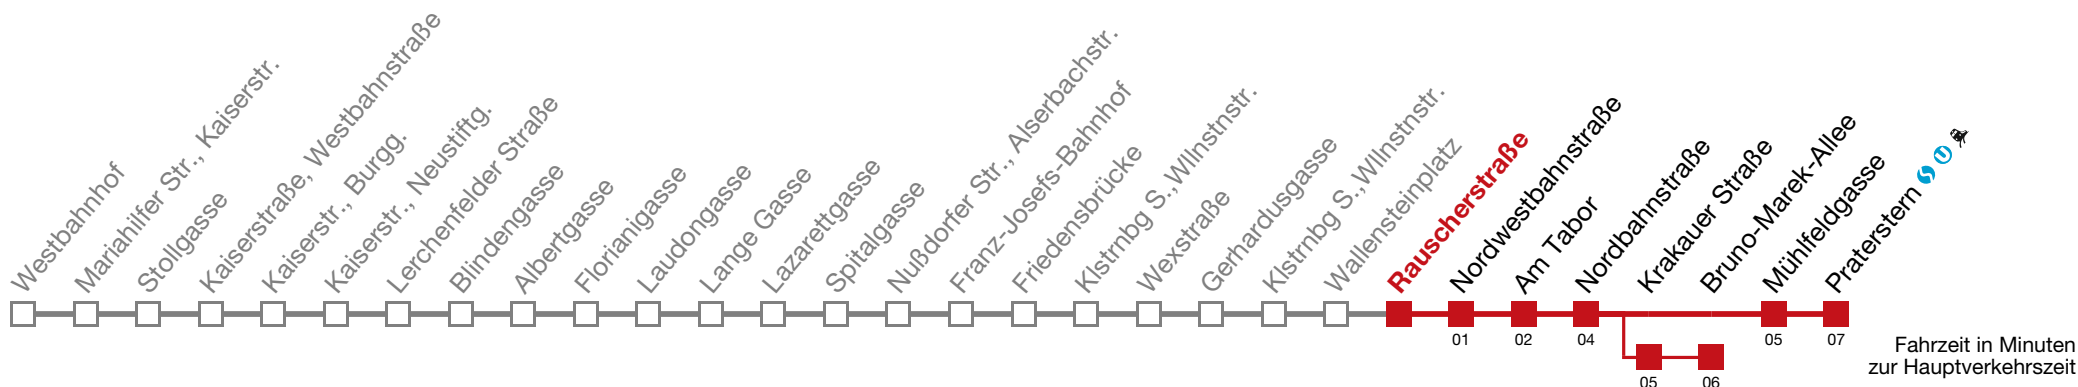 Westbahnhof
Mariahilfer Str., Kaiserstr.
Stollgasse
Kaiserstraße, Westbahnstraße
Kaiserstr., Burgg.
Kaiserstr., Neustiftg.
Lerchenfelder Straße
Blindengasse
Albertgasse
Florianigasse
Laudongasse
Lange Gasse
Lazarettgasse
Spitalgasse
Nußdorfer Str., Alserbachstr.
Franz-Josefs-Bahnhof
Friedensbrücke
Klstrnbg S.,Wllnstnstr.
Wexstraße
Gerhardusgasse
Klstrnbg S.,Wllnstnstr.
Wallensteinplatz
Rauscherstraße
Nordwestbahnstraße
Am Tabor
Nordbahnstraße
Krakauer Straße
Bruno-Marek-Allee
Mühlfeldgasse
Praterstern S U
01
02
04
05
07
05
06
Fahrzeit in Minuten
zur Hauptverkehrszeit